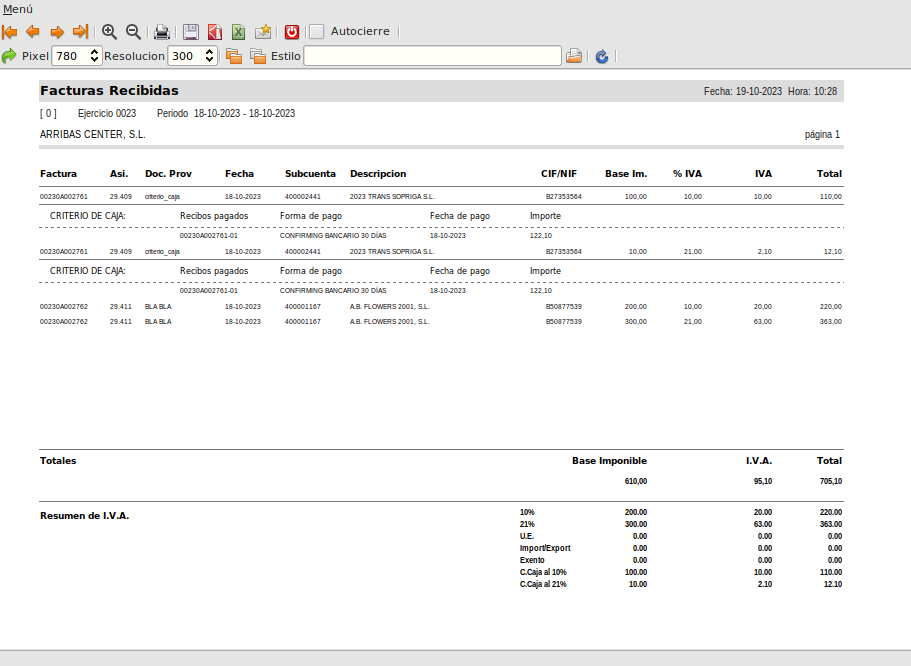 Menú
Autocierre
Pixel 780 Resolucion 300 Estilo
Facturas Recibidas Fecha: 19-10-2023 Hora: 10:28
[ 0 ] Ejercicio 0023 Periodo 18-10-2023 - 18-10-2023
ARRIBAS CENTER, S.L. página 1
Factura Asi. Doc. Prov Fecha Subcuenta Descripcion CIF/NIF Base Im. % IVA IVA Total
00230A002761 29.409 criterio_caja 18-10-2023 400002441 2023 TRANS SOPRIGA S.L. B27353564 100,00 10,00 10,00 110,00
CRITERIO DE CAJA: Recibos pagados Forma de pago Fecha de pago Importe
00230A002761-01 CONFIRMING BANCARIO 30 DÍAS 18-10-2023 122,10
00230A002761 29.409 criterio_caja 18-10-2023 400002441 2023 TRANS SOPRIGA S.L. B27353564 10,00 21,00 2,10 12,10
CRITERIO DE CAJA: Recibos pagados Forma de pago Fecha de pago Importe
00230A002761-01 CONFIRMING BANCARIO 30 DÍAS 18-10-2023 122,10
00230A002762 29.411 BLA BLA 18-10-2023 400001167 A.B. FLOWERS 2001, S.L. B50877539 200,00 10,00 20,00 220,00
00230A002762 29.411 BLA BLA 18-10-2023 400001167 A.B. FLOWERS 2001, S.L. B50877539 300,00 21,00 63,00 363,00
Totales Base Imponible I.V.A. Total
610,00 95,10 705,10
Resumen de I.V.A.
10% 200.00 20.00 220.00
21% 300.00 63.00 363.00
U.E. 0.00 0.00 0.00
Import/Export 0.00 0.00 0.00
Exento 0.00 0.00 0.00
C.Caja al 10% 100.00 10.00 110.00
C.Caja al 21% 10.00 2.10 12.10